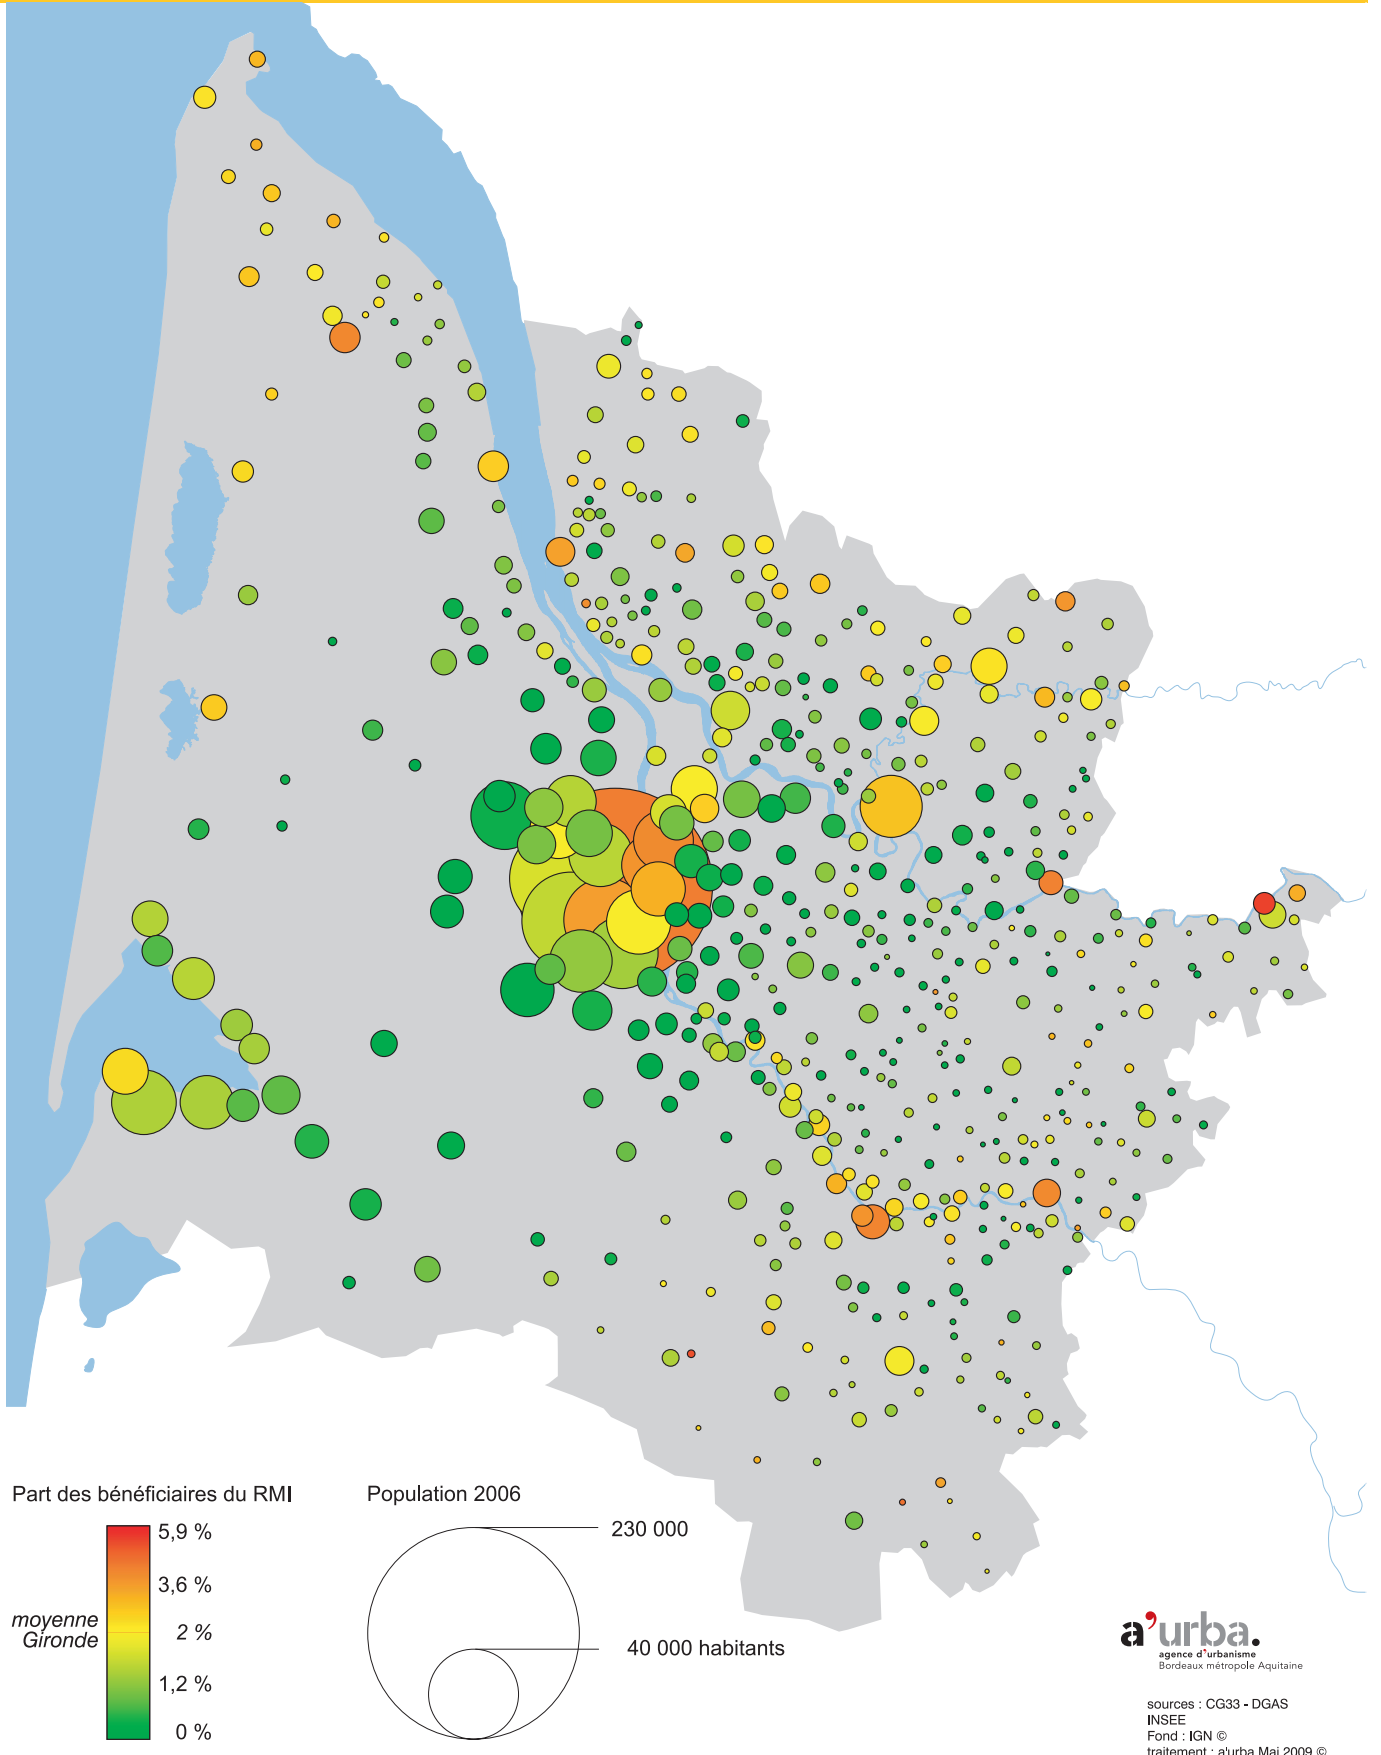 Part des bénéficiaires du RMI
5,9 %
3,6 %
moyenne
Gironde
2 %
1,2 %
0 %
Population 2006
230 000
40 000 habitants
a'urba.
agence d'urbanisme
Bordeaux métropole Aquitaine
sources : CG33 - DGAS
INSEE
Fond : IGN ©
traitement : a'urba Mai 2009 ©